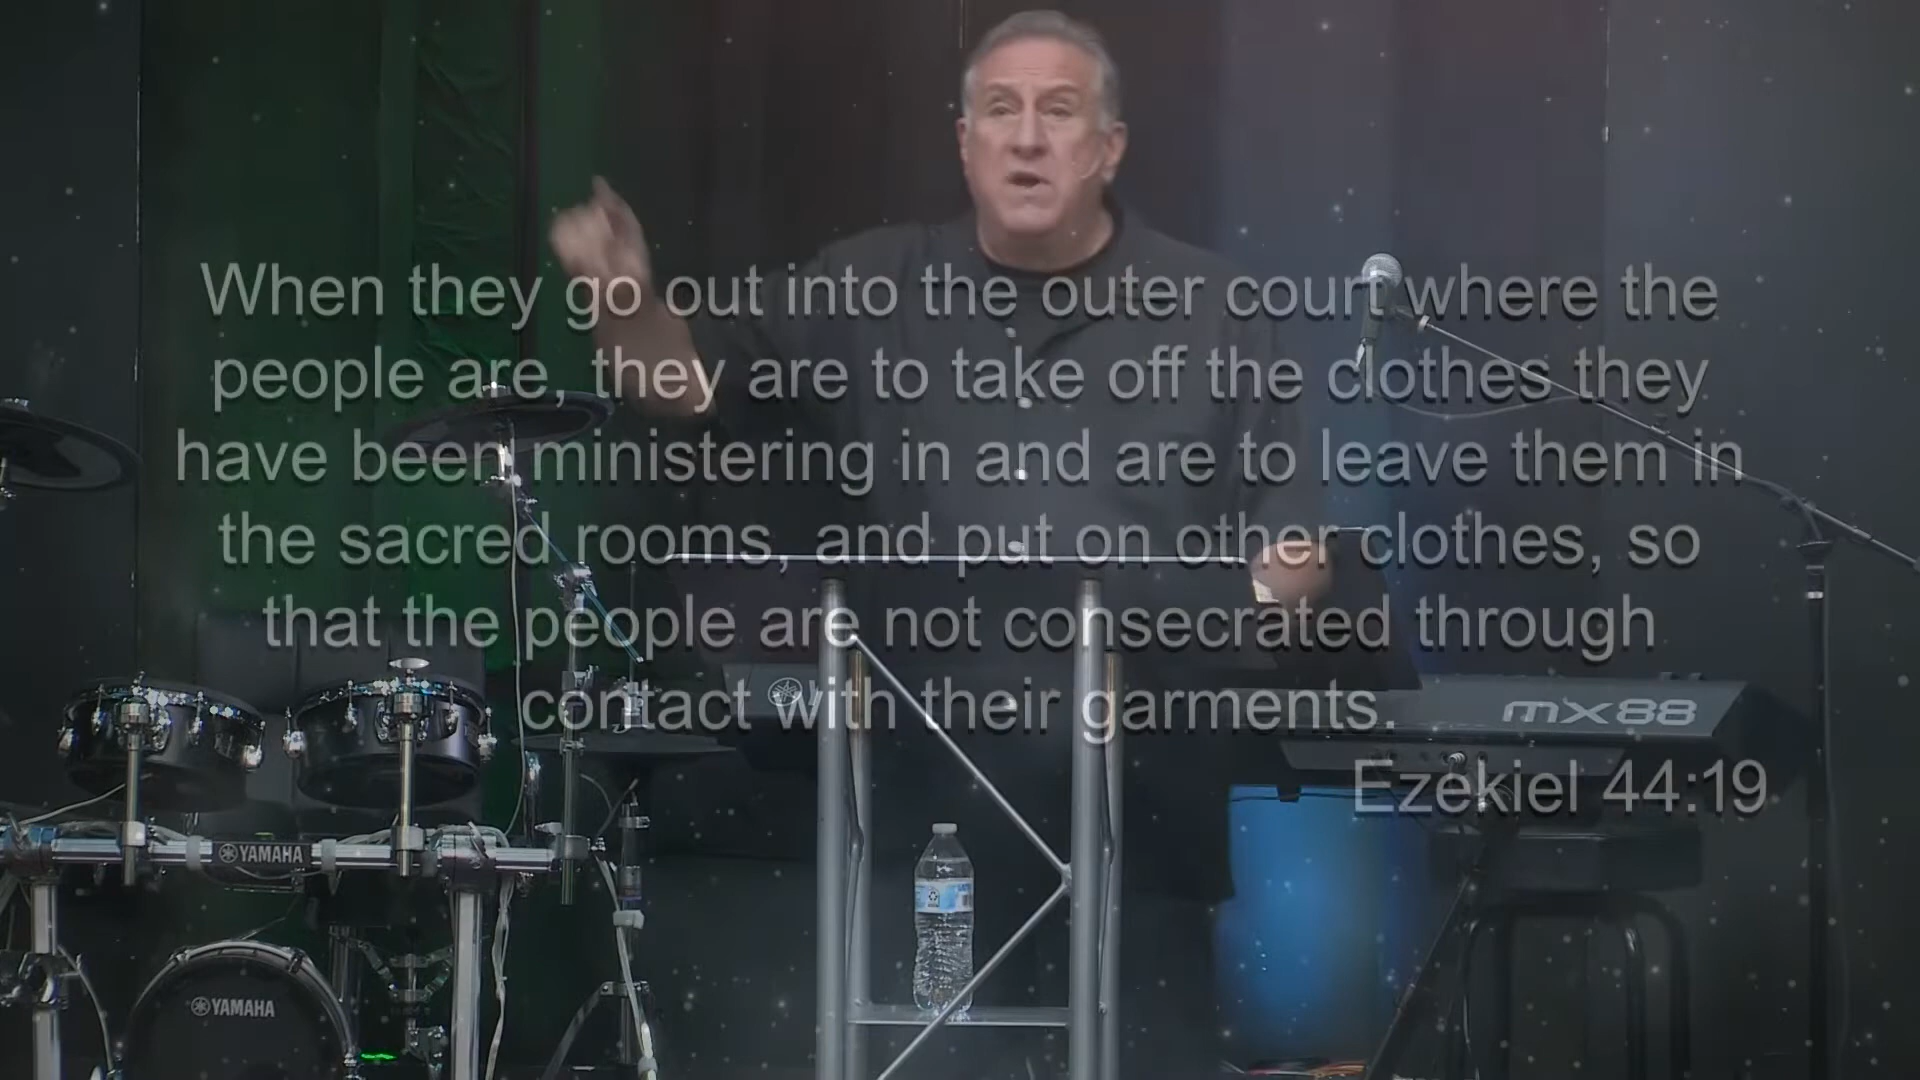 When they go out into the outer court where the
people are, they are to take off the clothes they
have been ministering in and are to leave them in
the sacred rooms, and put on other clothes, so
that the people are not consecrated through
contact with their garments.
Ezekiel 44:19
MX88
YAMAHA
YAMAHA